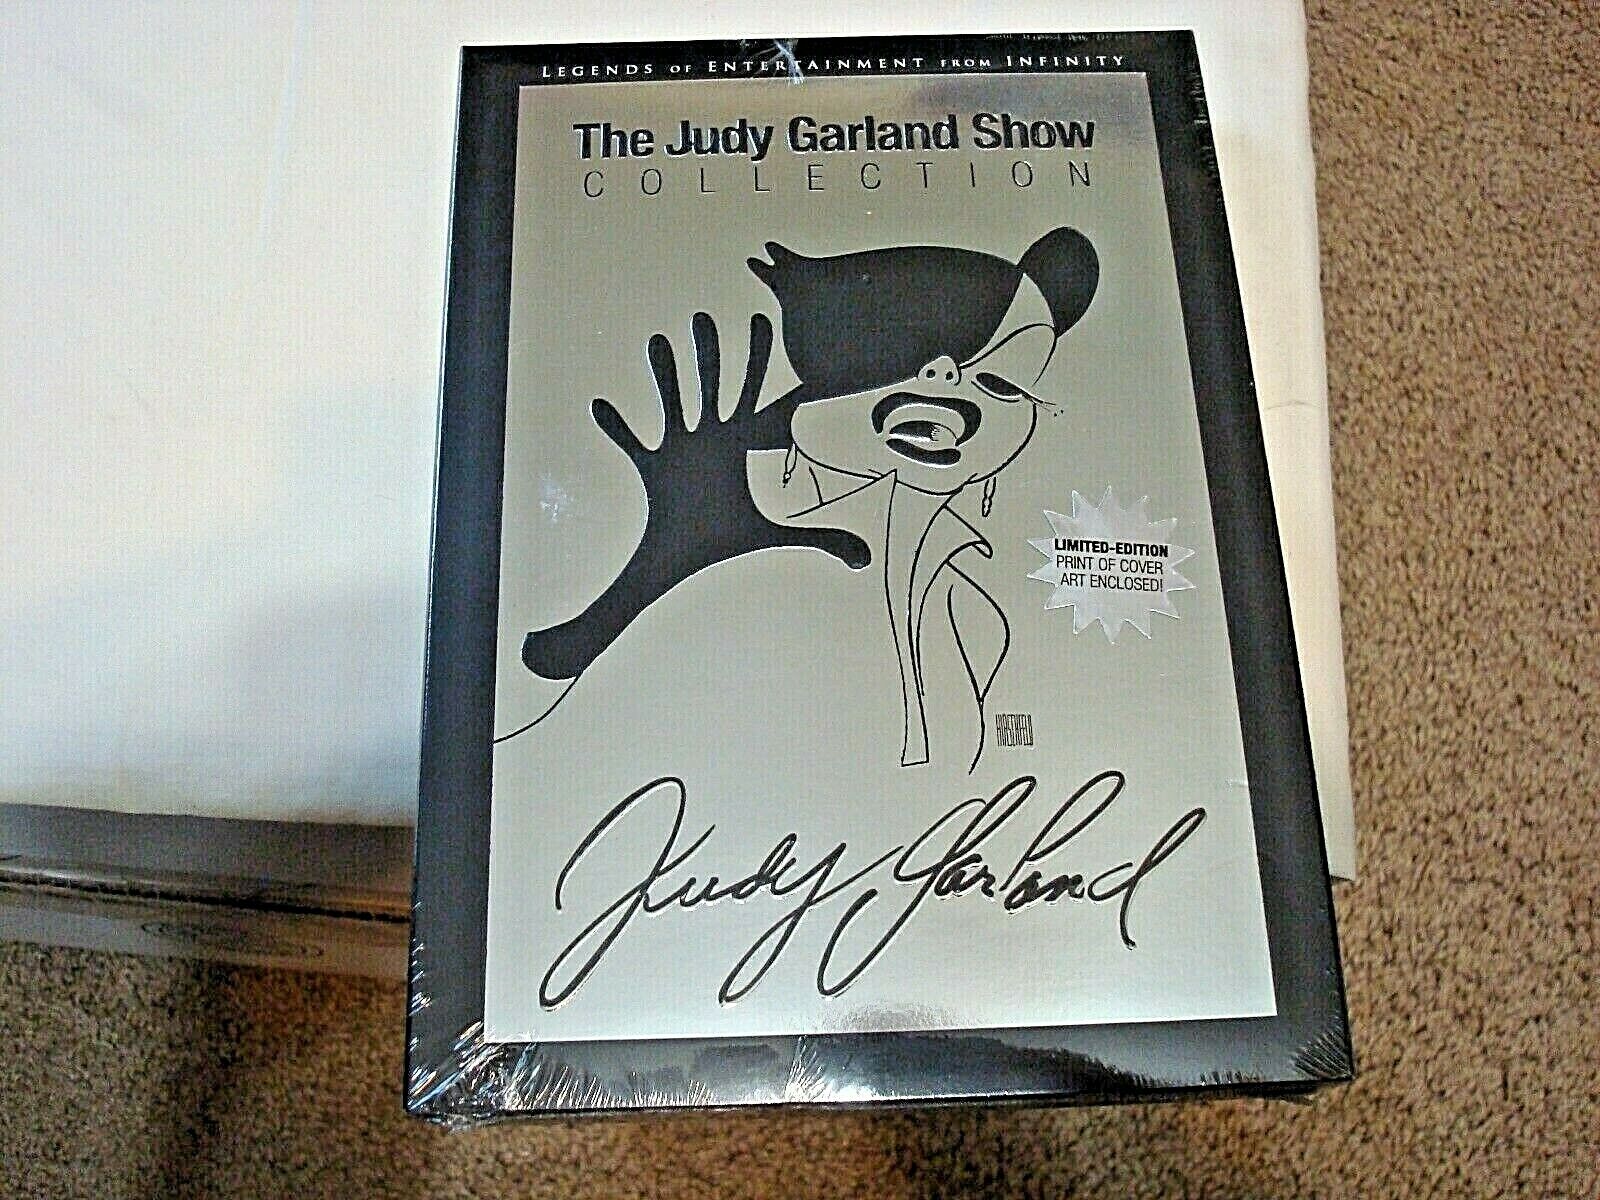 LEGENDS OF ENTERTAINMENT FROM INFINITY
The Judy Garland Show
COLLECTION
LIMITED-EDITION
PRINT OF COVER
ART ENCLOSED!
HIRSCHFELD
Judy Garland